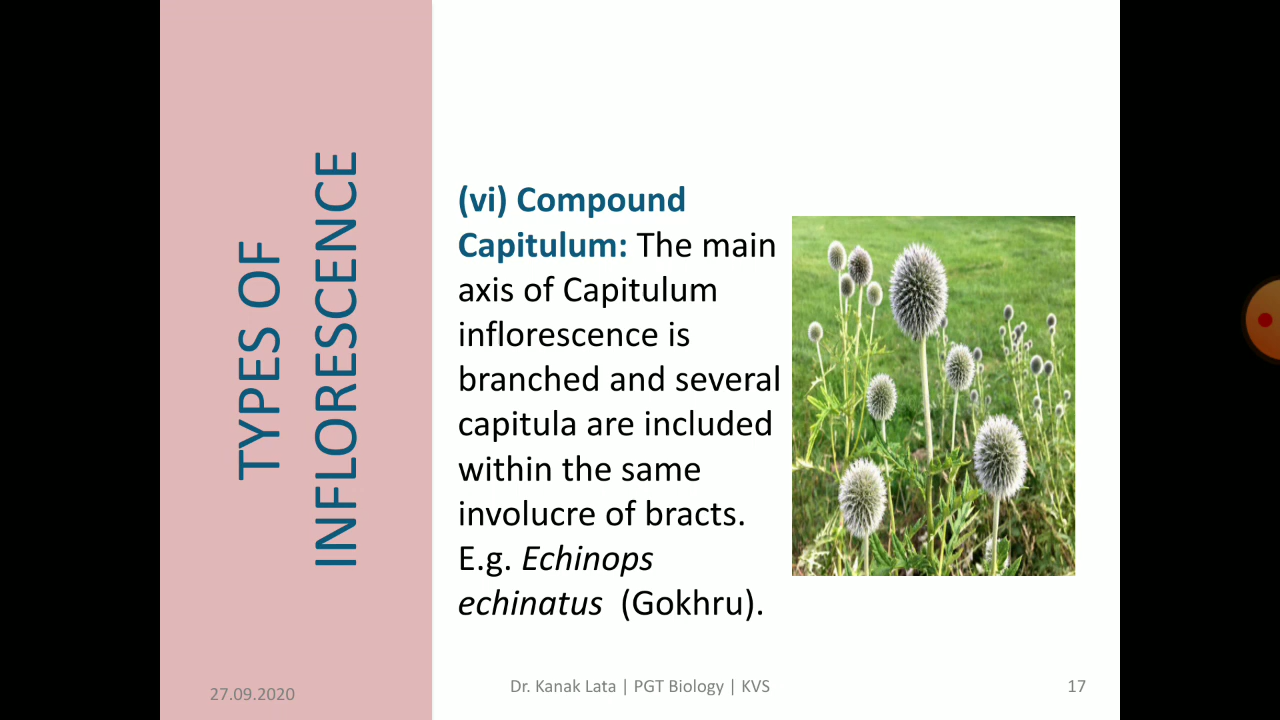 TYPES OF
INFLORESCENCE
(vi) Compound
Capitulum: The main
axis of Capitulum
inflorescence is
branched and several
capitula are included
within the same
involucre of bracts.
E.g. Echinops
echinatus (Gokhru).
27.09.2020
Dr. Kanak Lata | PGT Biology | KVS
17